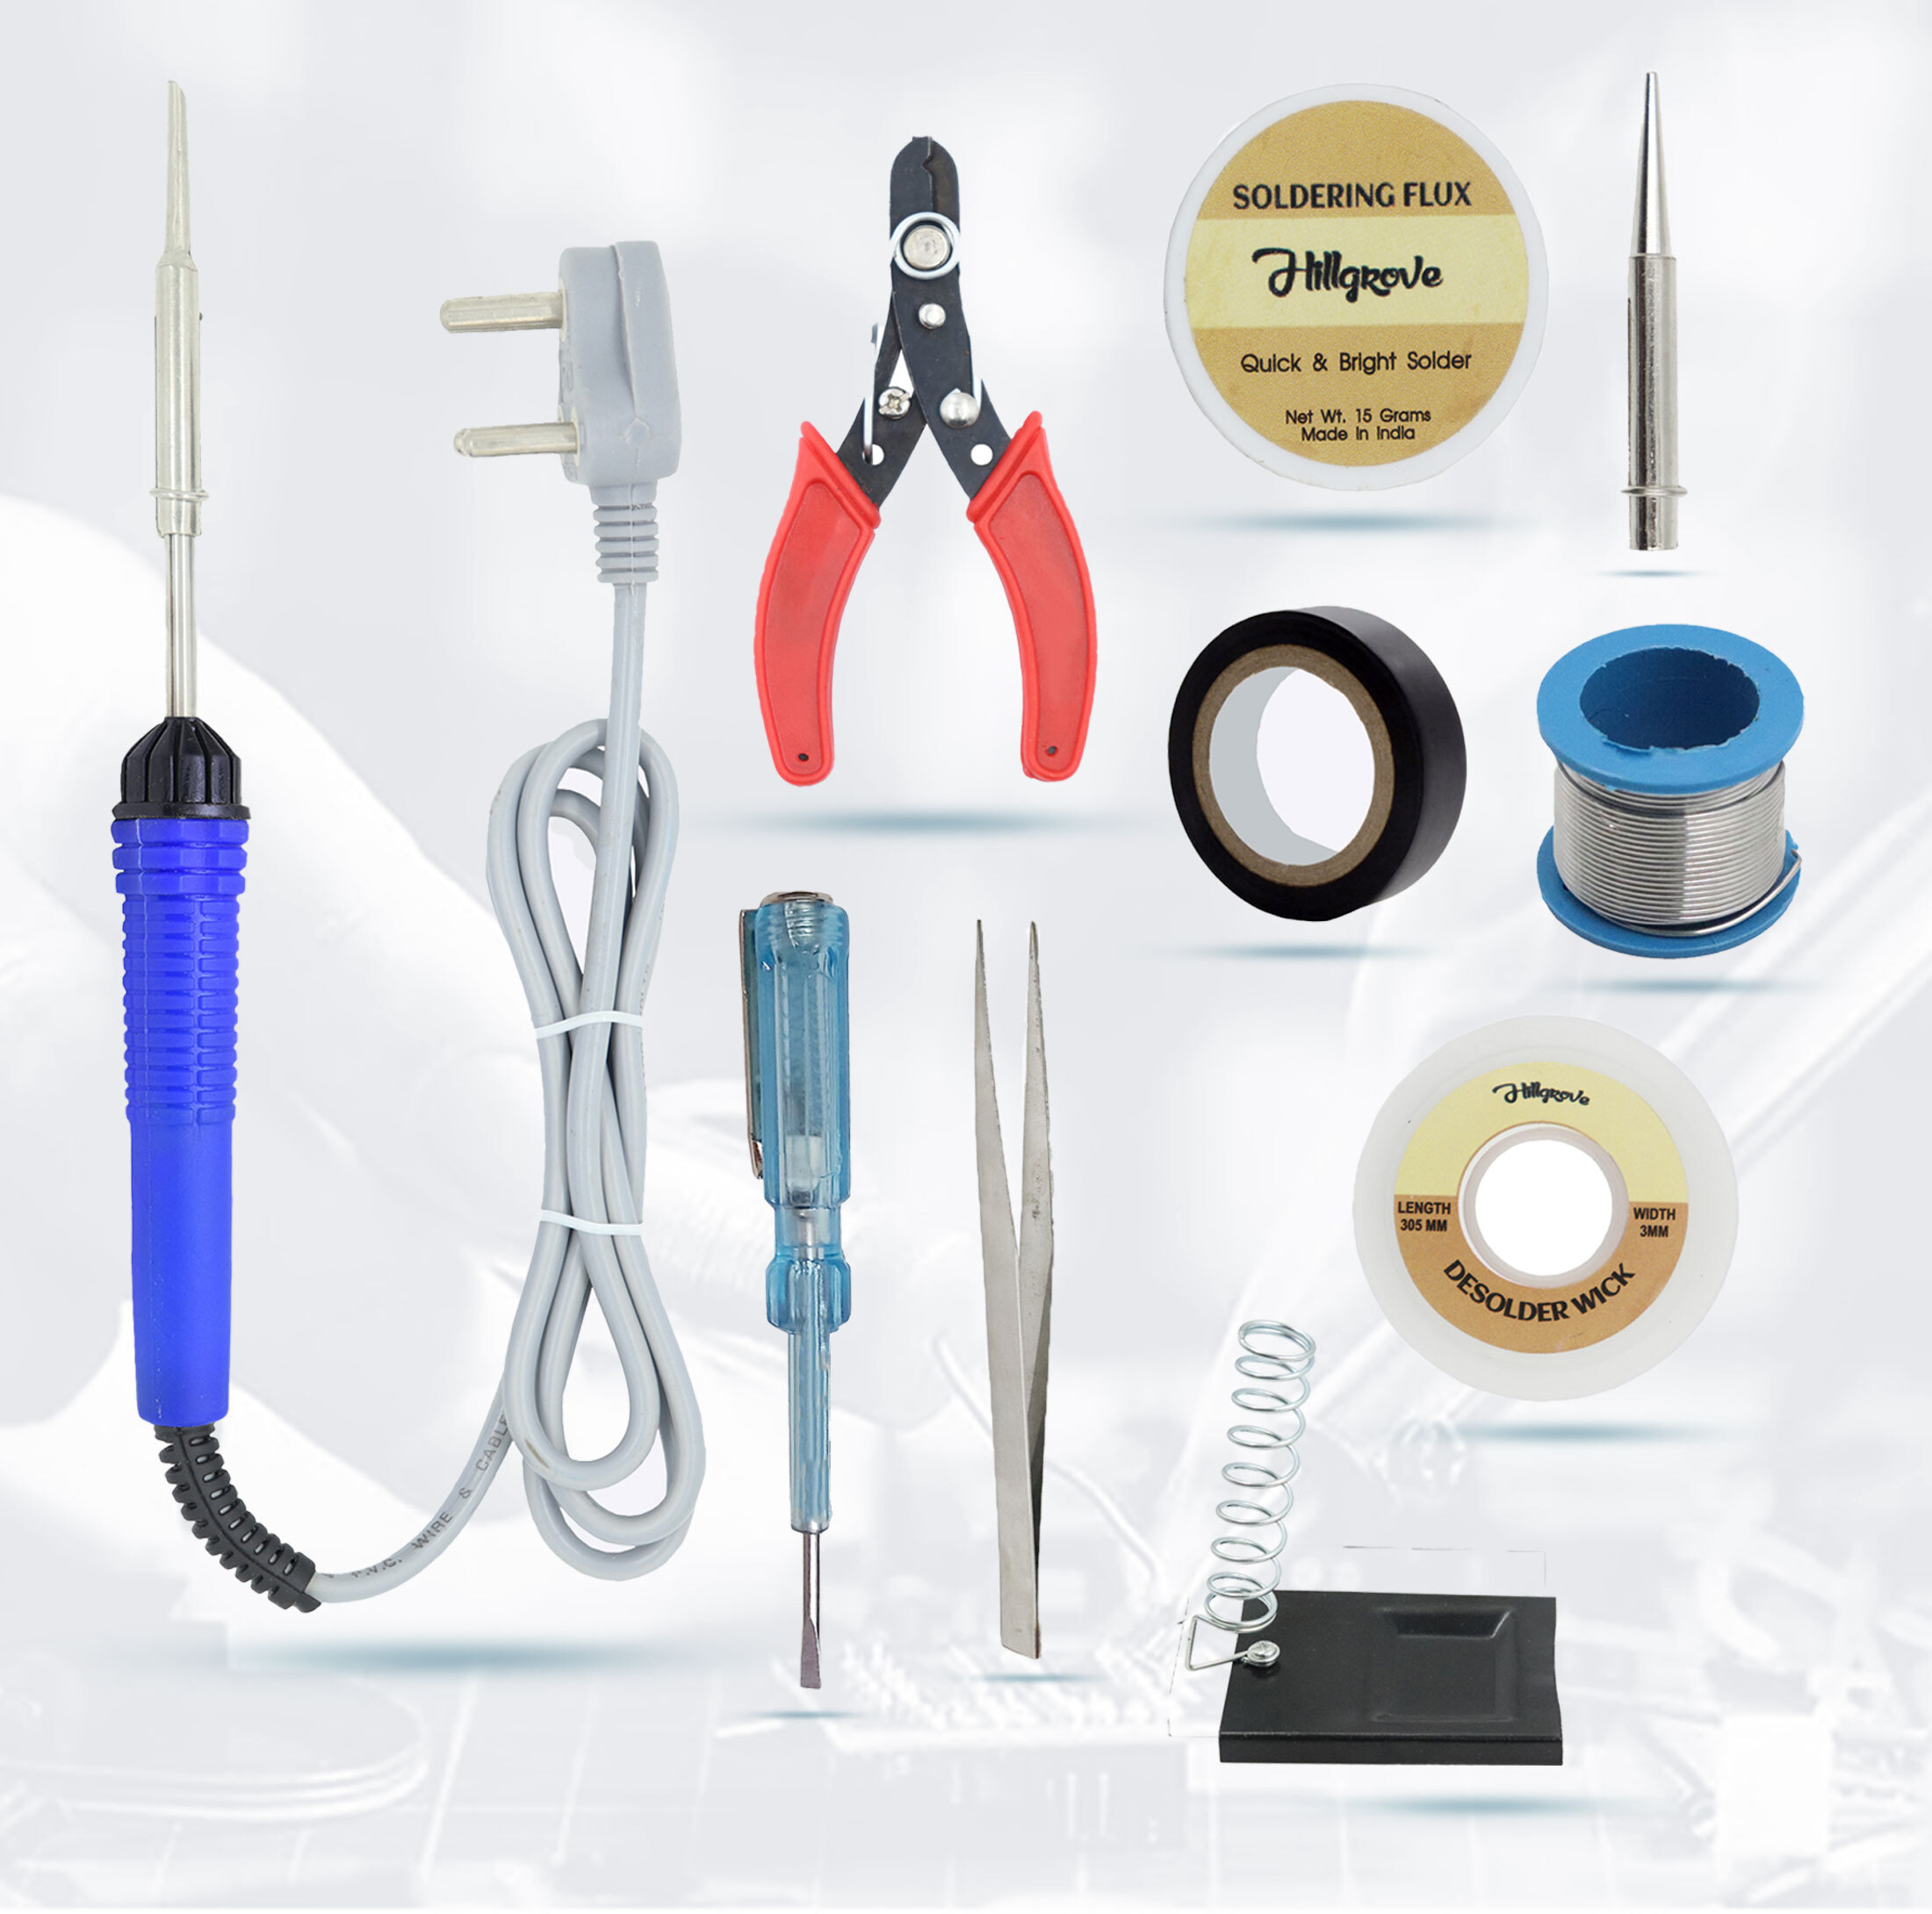 SOLDERING FLUX
Hillgrove
Quick & Bright Solder
Net Wt. 15 Grams
Made In India
Hillgrove
LENGTH
305 MM
WIDTH
3MM
DESOLDER WICK
P.V.C. WIRE & CABLE